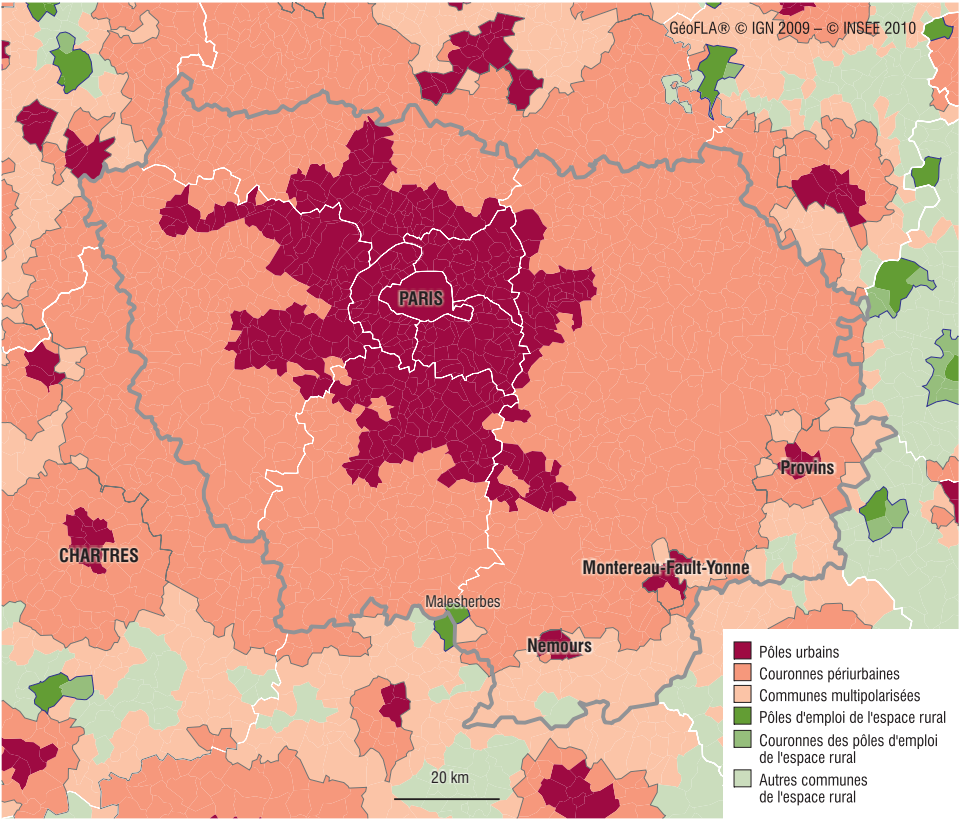 GéoFLA® © IGN 2009 – © INSEE 2010
PARIS
Provins
CHARTRES
Montereau-Fault-Yonne
Malesherbes
Nemours
Pôles urbains
Couronnes périurbaines
Communes multipolarisées
Pôles d'emploi de l'espace rural
Couronnes des pôles d'emploi
de l'espace rural
Autres communes
de l'espace rural
20 km